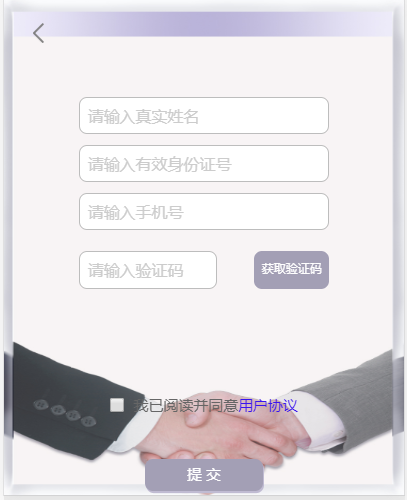 请输入真实姓名
请输入有效身份证号
请输入手机号
请输入验证码 获取验证码
我已阅读并同意用户协议
提 交